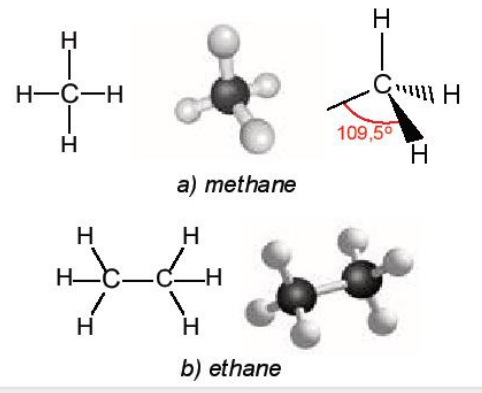 H
H–C–H
H
H
C
H
H
109,5°
a) methane
H H
H–C–C–H
H H
b) ethane